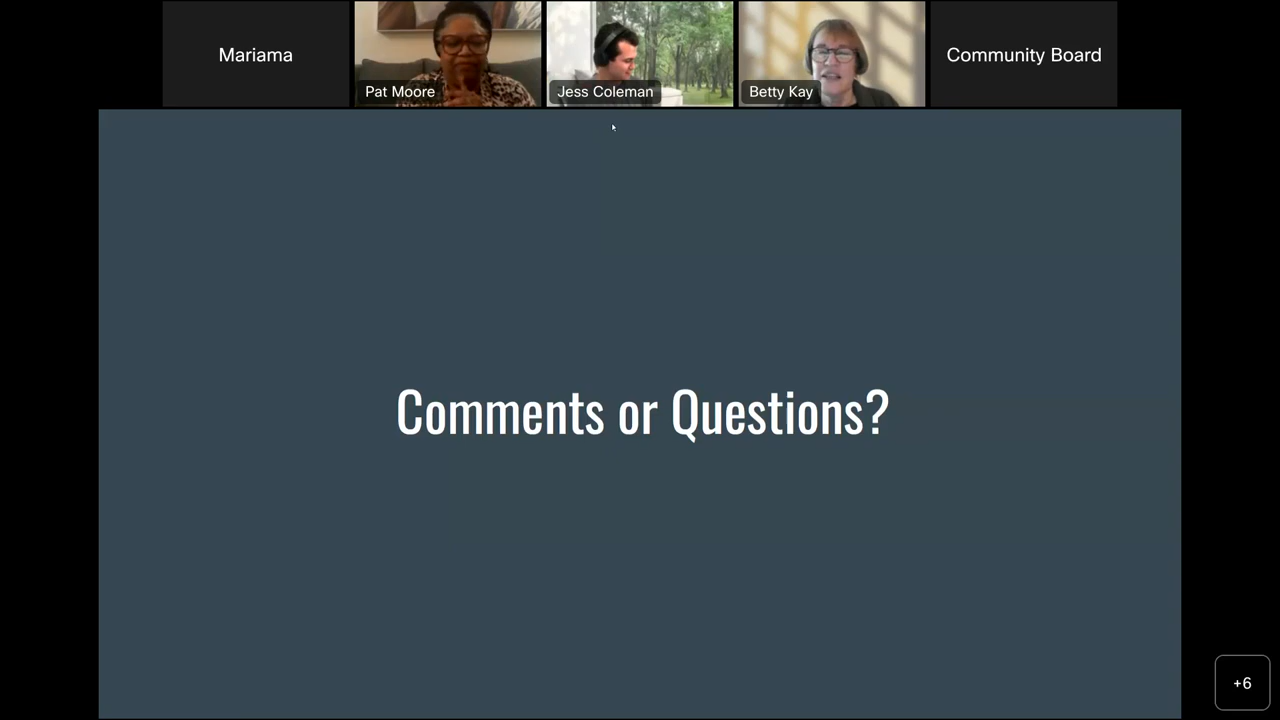 Mariama
Pat Moore
Jess Coleman
Betty Kay
Community Board
Comments or Questions?
+6